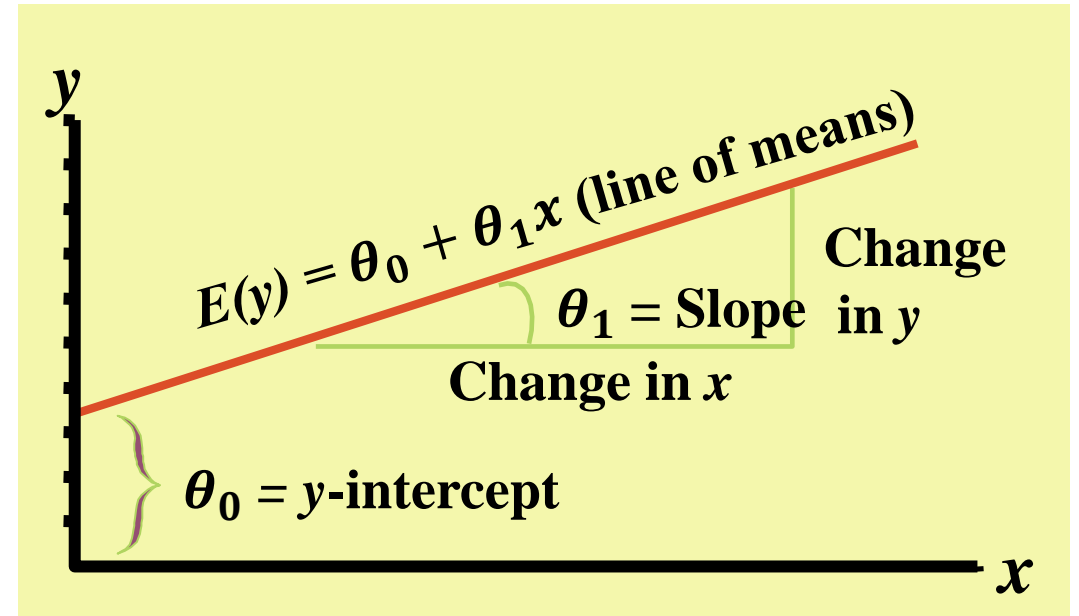 y
E(y) = θ₀ + θ₁x (line of means)
Change
in y
θ₁ = Slope
Change in x
θ₀ = y-intercept
x